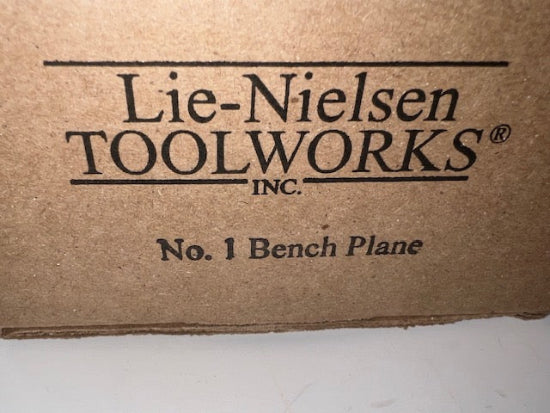 Lie-Nielsen
TOOLWORKS®
INC.
No. 1 Bench Plane